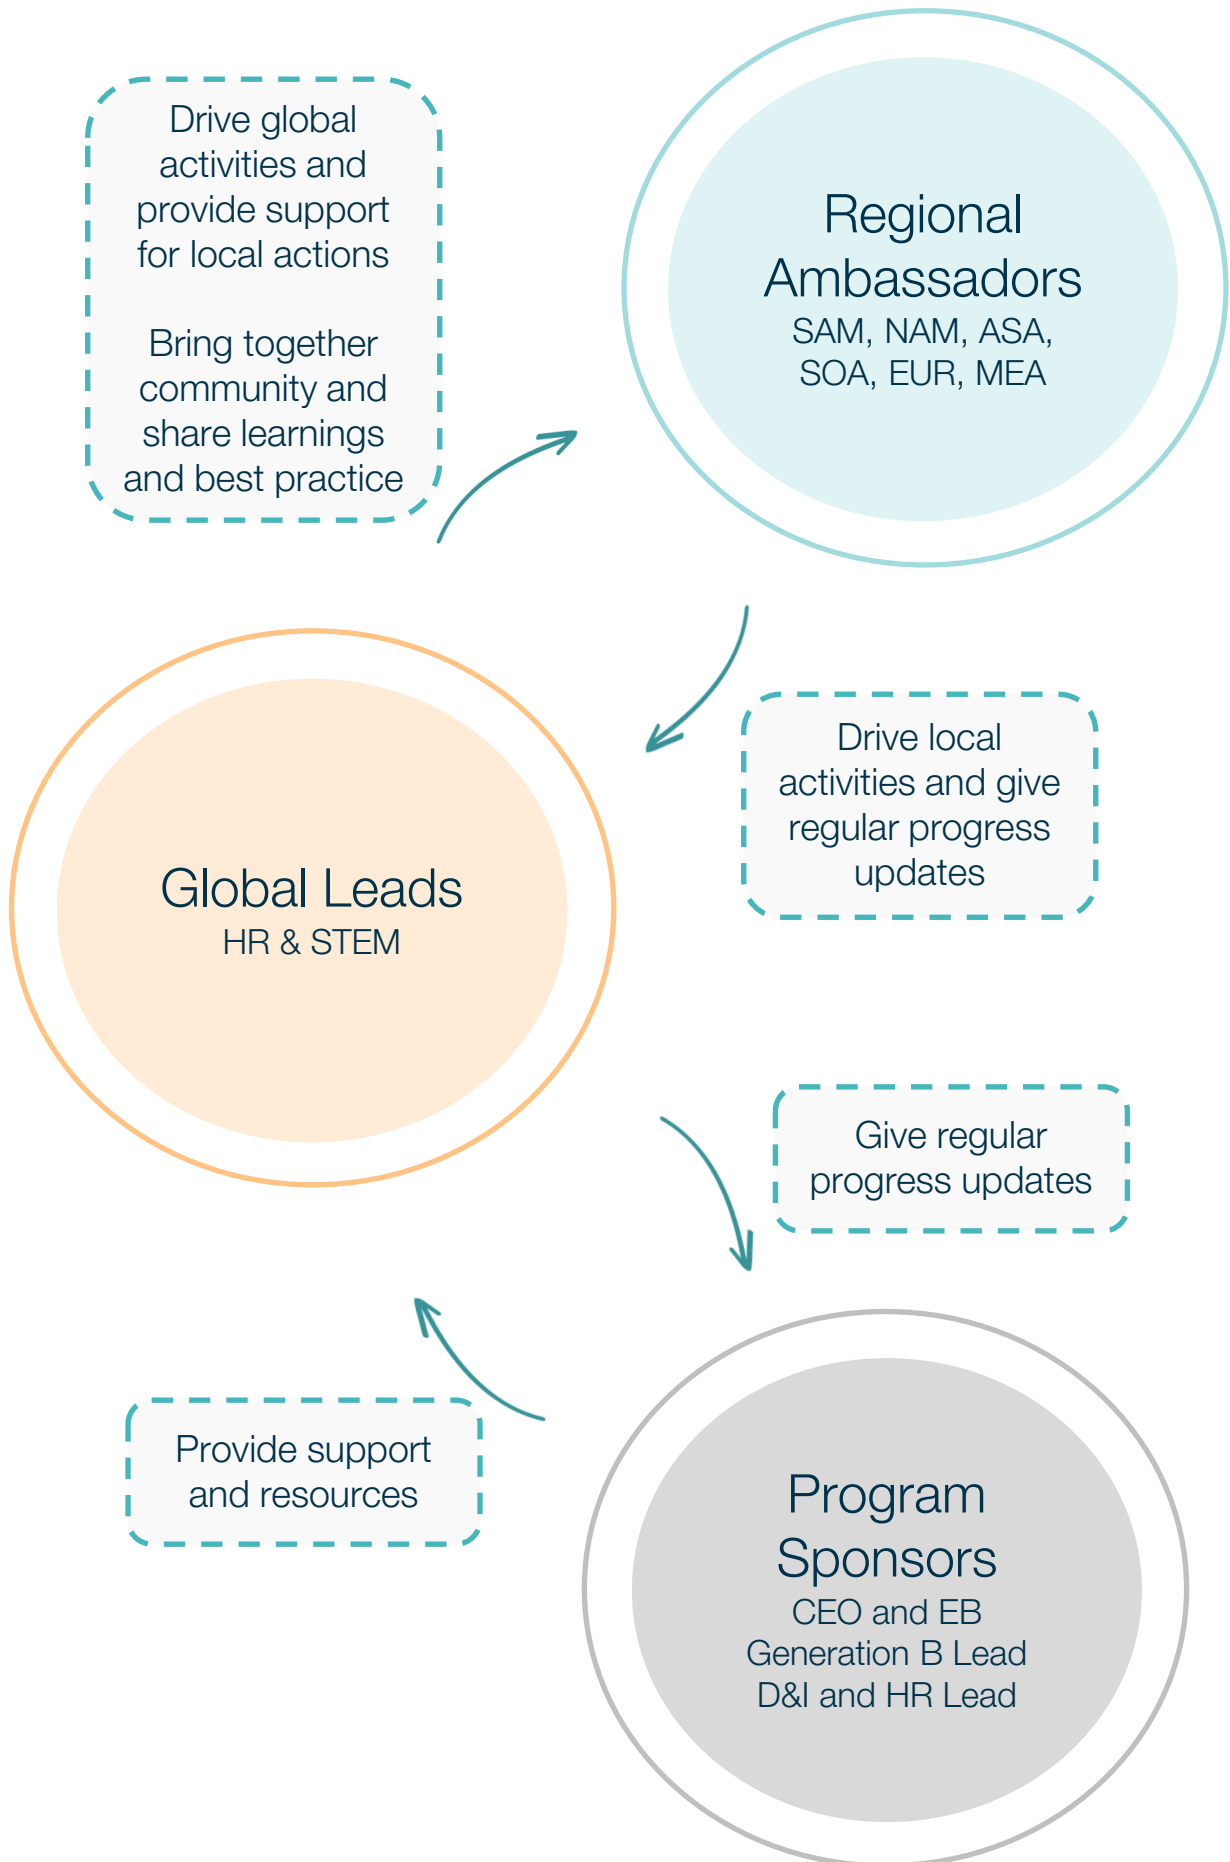 Drive global
activities and
provide support
for local actions
Bring together
community and
share learnings
and best practice
Regional
Ambassadors
SAM, NAM, ASA,
SOA, EUR, MEA
Drive local
activities and give
regular progress
updates
Global Leads
HR & STEM
Give regular
progress updates
Provide support
and resources
Program
Sponsors
CEO and EB
Generation B Lead
D&I and HR Lead